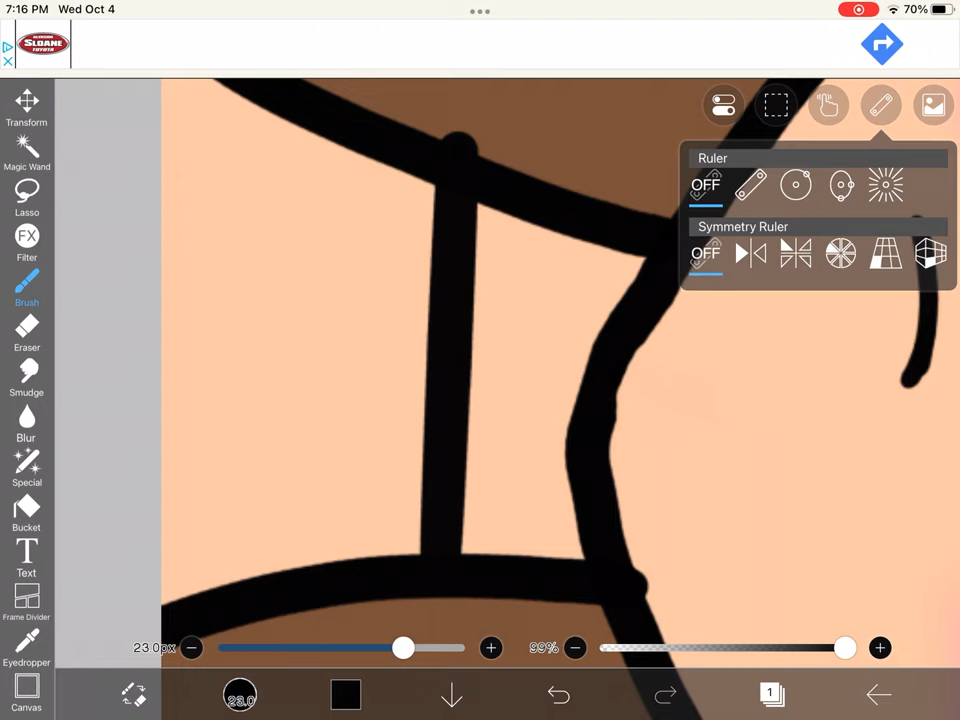 7:16 PM Wed Oct 4
70%
SLOANE
TOYOTA
Transform
Magic Wand
Lasso
FX
Filter
Brush
Eraser
Smudge
Blur
Special
Bucket
T
Text
Frame Divider
Eyedropper
Canvas
Ruler
OFF
Symmetry Ruler
OFF
23.0px
99%
23.0
1